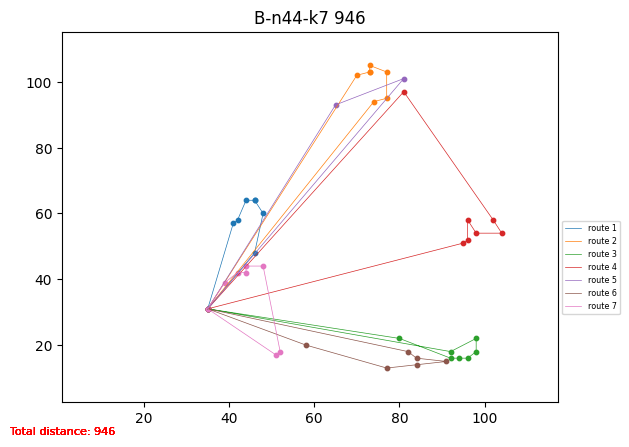 B-n44-k7 946
100
80
60
40
20
20
40
60
80
100
route 1
route 2
route 3
route 4
route 5
route 6
route 7
Total distance: 946